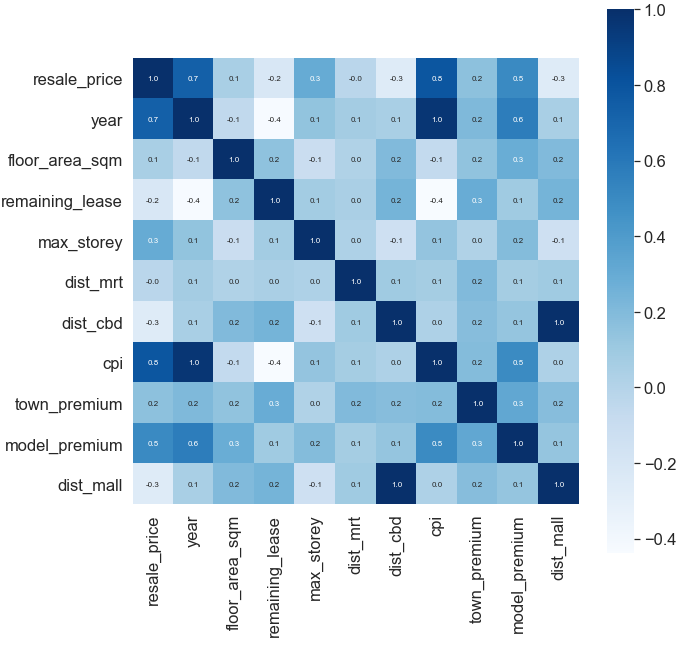 resale_price 1.0 0.7 0.1 -0.2 0.3 -0.0 -0.3 0.8 0.2 0.5 -0.3
year 0.7 1.0 -0.1 -0.4 0.1 0.1 0.1 1.0 0.2 0.6 0.1
floor_area_sqm 0.1 -0.1 1.0 0.2 -0.1 0.0 0.2 -0.1 0.2 0.3 0.2
remaining_lease -0.2 -0.4 0.2 1.0 0.1 0.0 0.2 -0.4 0.3 0.1 0.2
max_storey 0.3 0.1 -0.1 0.1 1.0 0.0 -0.1 0.1 0.0 0.2 -0.1
dist_mrt -0.0 0.1 0.0 0.0 0.0 1.0 0.1 0.1 0.2 0.1 0.1
dist_cbd -0.3 0.1 0.2 0.2 -0.1 0.1 1.0 0.0 0.2 0.1 1.0
cpi 0.8 1.0 -0.1 -0.4 0.1 0.1 0.0 1.0 0.2 0.5 0.0
town_premium 0.2 0.2 0.2 0.3 0.0 0.2 0.2 0.2 1.0 0.3 0.2
model_premium 0.5 0.6 0.3 0.1 0.2 0.1 0.1 0.5 0.3 1.0 0.1
dist_mall -0.3 0.1 0.2 0.2 -0.1 0.1 1.0 0.0 0.2 0.1 1.0
resale_price
year
floor_area_sqm
remaining_lease
max_storey
dist_mrt
dist_cbd
cpi
town_premium
model_premium
dist_mall
1.0
0.8
0.6
0.4
0.2
0.0
−0.2
−0.4